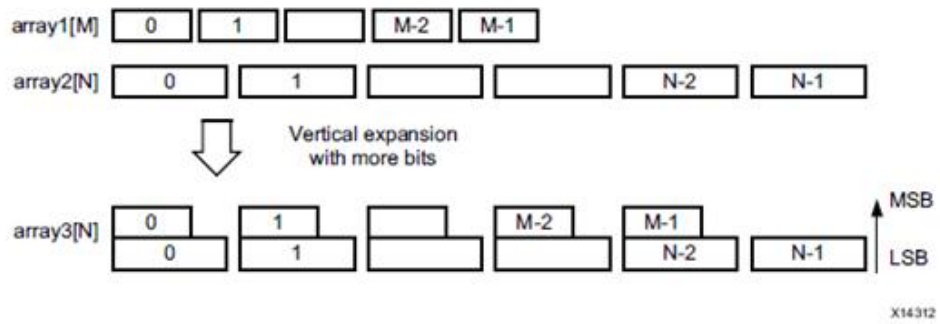 array1[M] 0 1 M-2 M-1
array2[N] 0 1 N-2 N-1
Vertical expansion
with more bits
MSB
array3[N] 0 1 M-2 M-1
0 1 N-2 N-1 LSB
X14312